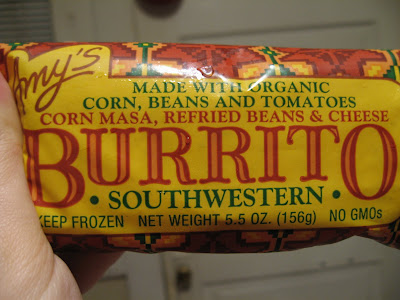 Amy's
MADE WITH ORGANIC
CORN, BEANS AND TOMATOES
CORN MASA, REFRIED BEANS & CHEESE
BURRITO
• SOUTHWESTERN •
KEEP FROZEN NET WEIGHT 5.5 OZ. (156g) NO GMOs